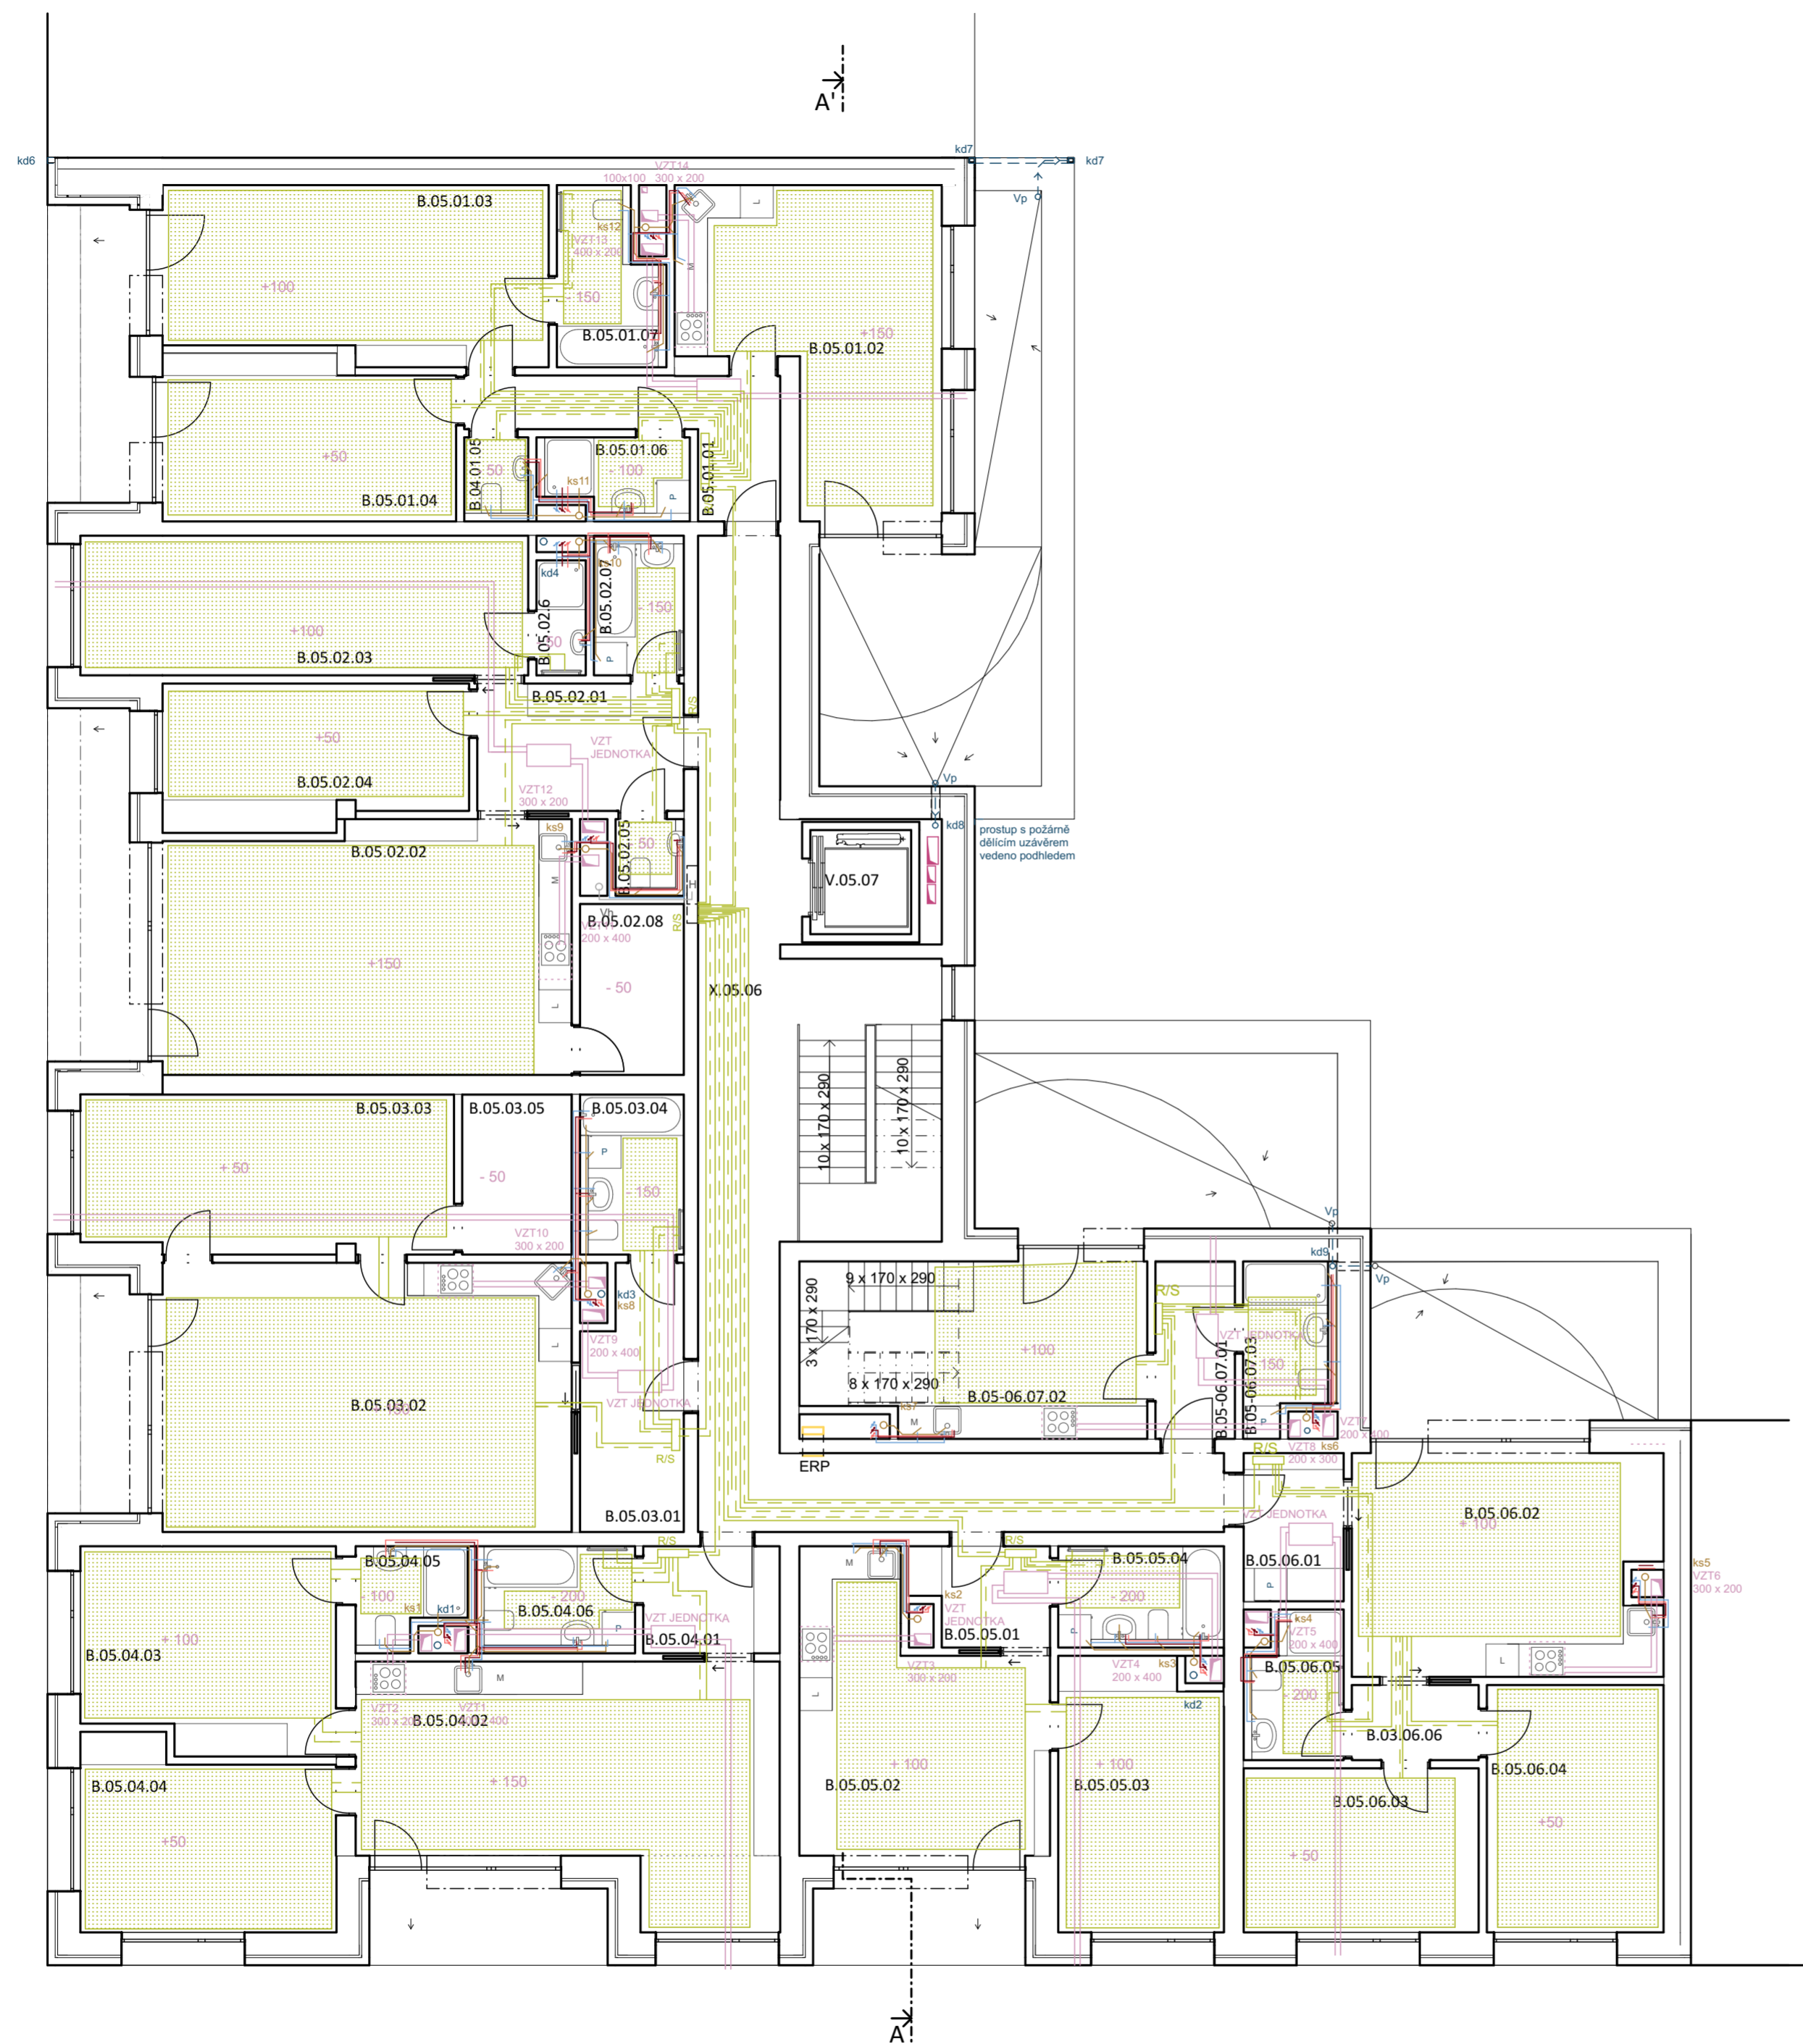 A'
kd6
kd7
kd7
VZT14
100x100 300 x 200
Vp
B.05.01.03
L
ks12
VZT13
400 x 200
M
+100
- 150
B.05.01.07
+150
B.05.01.02
+50
B.05.01.04
B.04.01.05
50
B.05.01.06
- 100
ks11
P
B.05.01.01
kd4
B.05.02.07
- 150
+100
B.05.02.03
B.05.02.6
P
B.05.02.01
R/S
+50
VZT
JEDNOTKA
B.05.02.04
VZT12
300 x 200
Vp
kd8
prostup s požárně
dělícím uzávěrem
vedeno podhledem
ks9
B.05.02.02
B.05.02.05
50
M
H
V.05.07
Vh
B.05.02.08
R/S
200 x 400
+150
- 50
L
X.05.06
10 x 170 x 290
10 x 170 x 290
B.05.03.03
B.05.03.05
B.05.03.04
P
+ 50
- 50
- 150
VZT10
300 x 200
Vp
kd9
Vp
kd3
ks8
L
VZT9
200 x 400
9 x 170 x 290
3 x 170 x 290
8 x 170 x 290
R/S
+100
VZT JEDNOTKA
150
B.05-06.07.02
B.05-06.07.01
B.05-06.07.03
B.05.03.02
VZT JEDNOTKA
ks7
M
P
VZT7
200 x 400
VZT8
200 x 300
ks6
R/S
R/S
ERP
B.05.03.01
VZT JEDNOTKA
B.05.06.02
+ 100
R/S
R/S
B.05.04.05
- 100
ks1
kd1
- 200
B.05.04.06
P
VZT JEDNOTKA
B.05.04.01
M
ks2
VZT
JEDNOTKA
B.05.05.01
B.05.05.04
- 200
P
B.05.06.01
P
ks5
VZT6
300 x 200
+ 100
B.05.04.03
VZT3
300 x 200
VZT4
200 x 400
ks3
kd2
ks4
VZT5
200 x 400
B.05.06.05
L
L
M
VZT2
VZT1
B.05.04.02
- 200
B.03.06.06
B.05.04.04
+ 150
+ 100
B.05.05.02
+ 100
B.05.05.03
B.05.06.04
+50
B.05.06.03
+50
+ 50
A